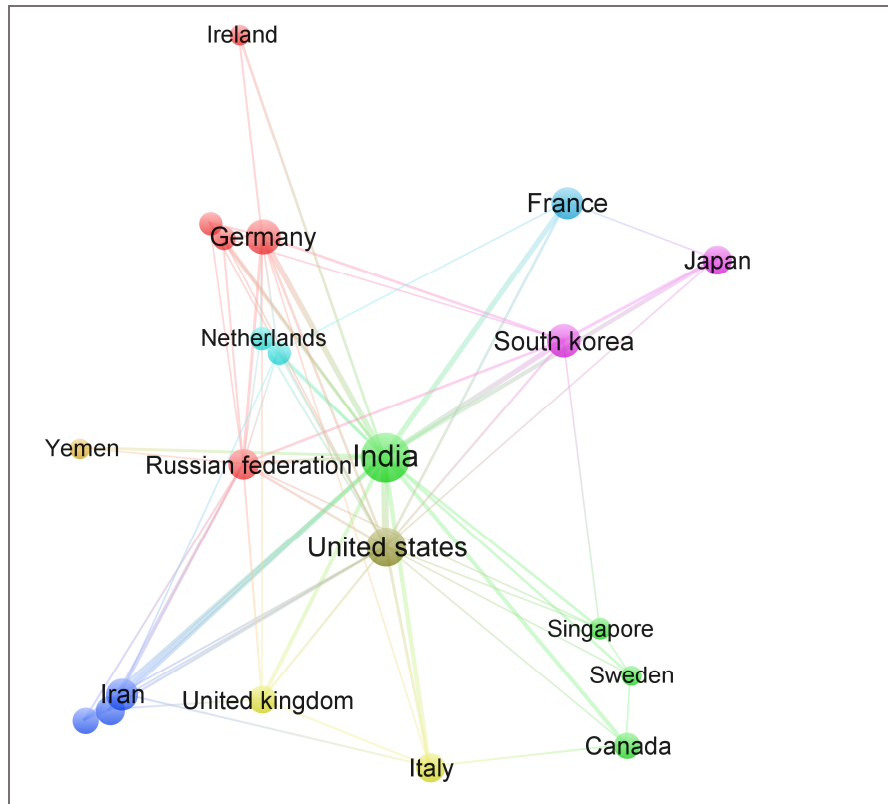 Ireland
France
Germany
Japan
Netherlands
South korea
Yemen
India
Russian federation
United states
Singapore
Sweden
Iran
United kingdom
Canada
Italy